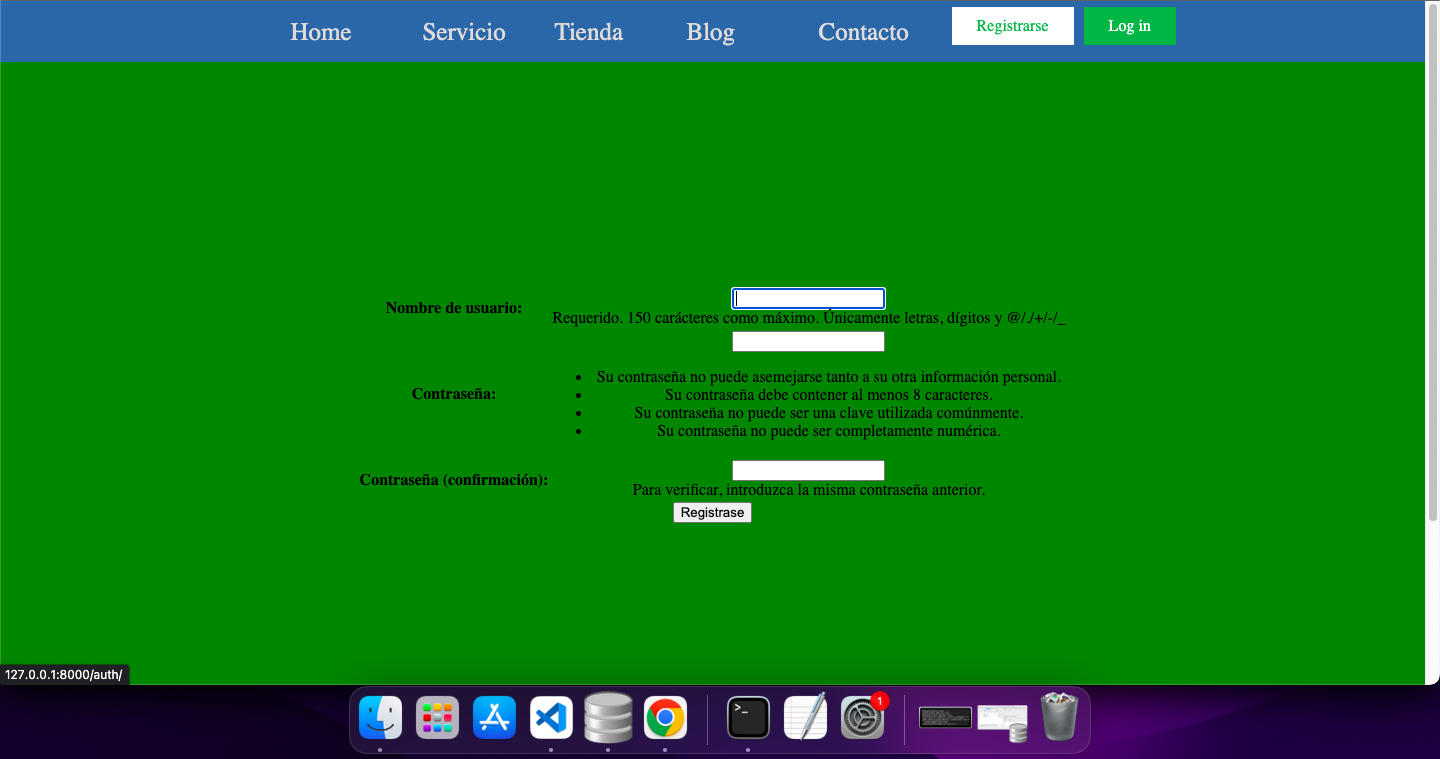 Home Servicio Tienda Blog Contacto Registrarse Log in
Nombre de usuario:
Requerido. 150 carácteres como máximo. Únicamente letras, dígitos y @/./+/-/_
Contraseña:
Su contraseña no puede asemejarse tanto a su otra información personal.
Su contraseña debe contener al menos 8 caracteres.
Su contraseña no puede ser una clave utilizada comúnmente.
Su contraseña no puede ser completamente numérica.
Contraseña (confirmación):
Para verificar, introduzca la misma contraseña anterior.
Registrase
127.0.0.1:8000/auth/
>_
1